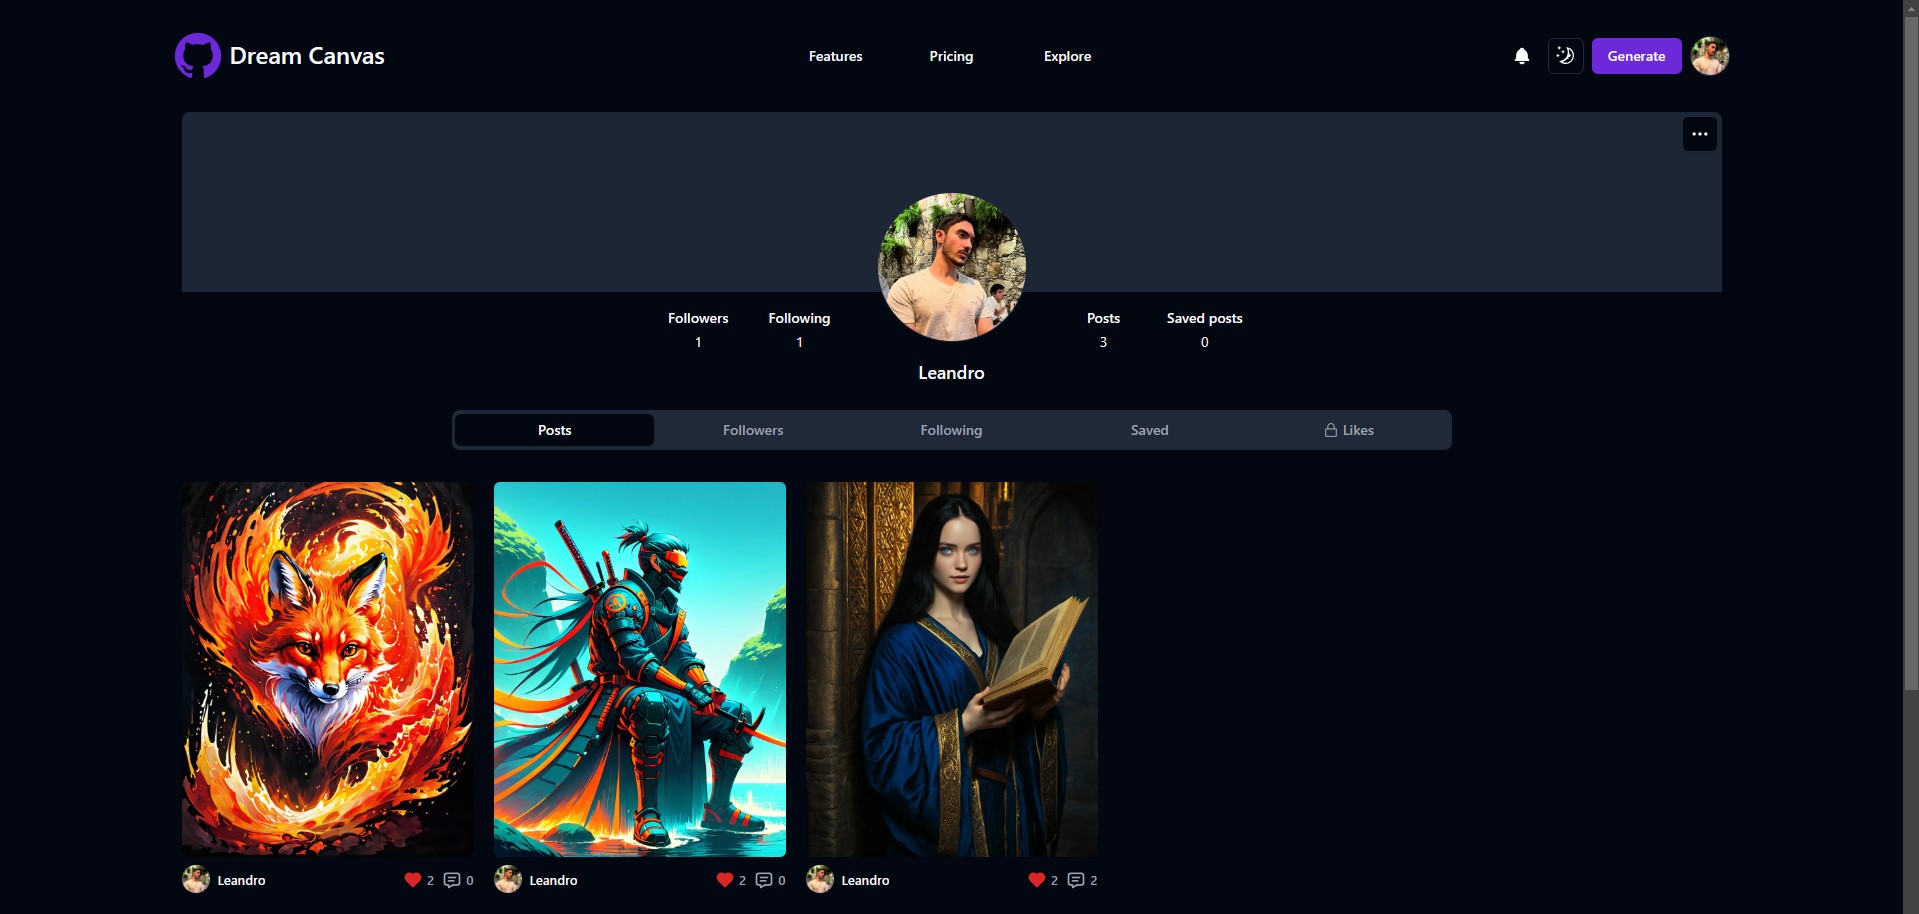 Dream Canvas
Features
Pricing
Explore
Generate
Followers
1
Following
1
Posts
3
Saved posts
0
Leandro
Posts
Followers
Following
Saved
Likes
Leandro
2
0
Leandro
2
0
Leandro
2
2